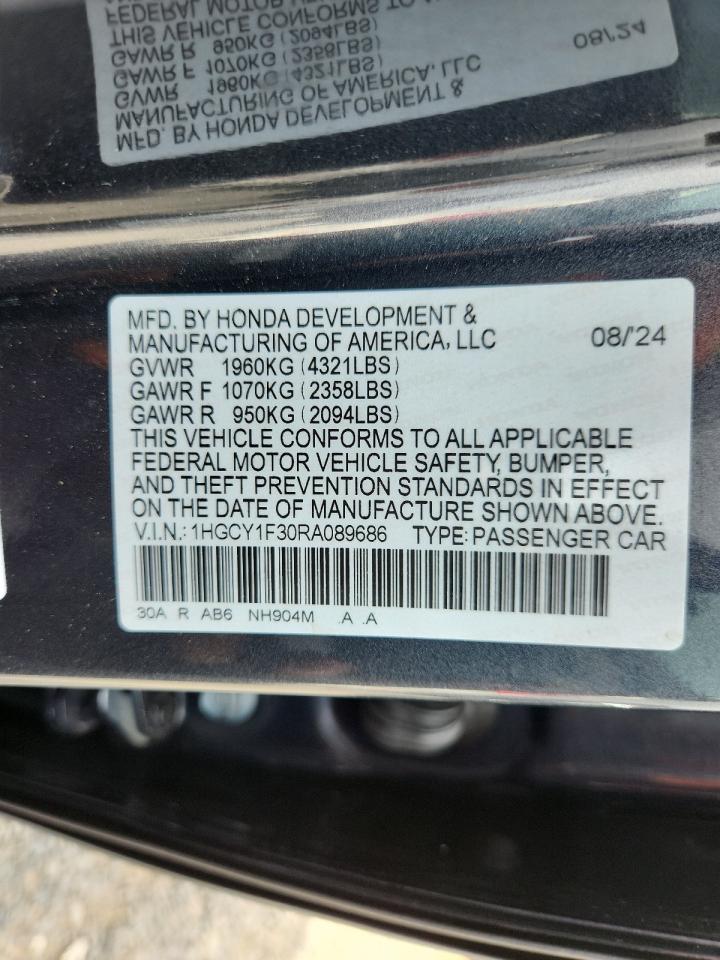 MFD. BY HONDA DEVELOPMENT &
MANUFACTURING OF AMERICA, LLC 08/'24
GVWR 1960KG (4321LBS)
GAWR F 1070KG (2358LBS)
GAWR R 950KG (2094LBS)
THIS VEHICLE CONFORMS TO ALL APPLICABLE
FEDERAL MOTOR VEHICLE SAFETY, BUMPER,
AND THEFT PREVENTION STANDARDS IN EFFECT
ON THE DATE OF MANUFACTURE SHOWN ABOVE.
V.I.N.: 1HGCY1F30RA089686 TYPE: PASSENGER CAR
30A R AB6 NH904M .A .A